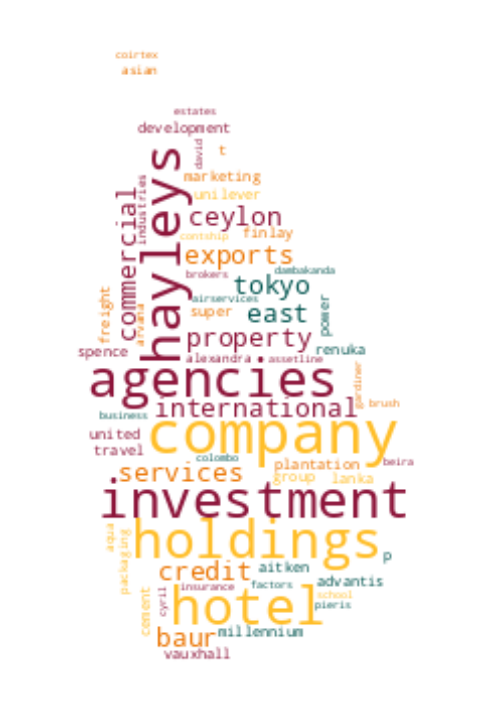 coirtex
asian
estates
development
david
t
hayleys
marketing
industries
unilever
commercial
ceylon
finlay
contship
exports
brokers
dambakanda
tokyo
airservices
freight
arvana
super
east
power
property
renuka
spence
alexandra • assetline
agencies
gardiner
brush
international
business
company
united
travel
colombo
plantation
beira
services
group
lanka
investment
aqua
packaging
holdings
p
credit
aitken
advantis
insurance
factors
school
cement
cyril
hotel
pieris
baur
millennium
vauxhall